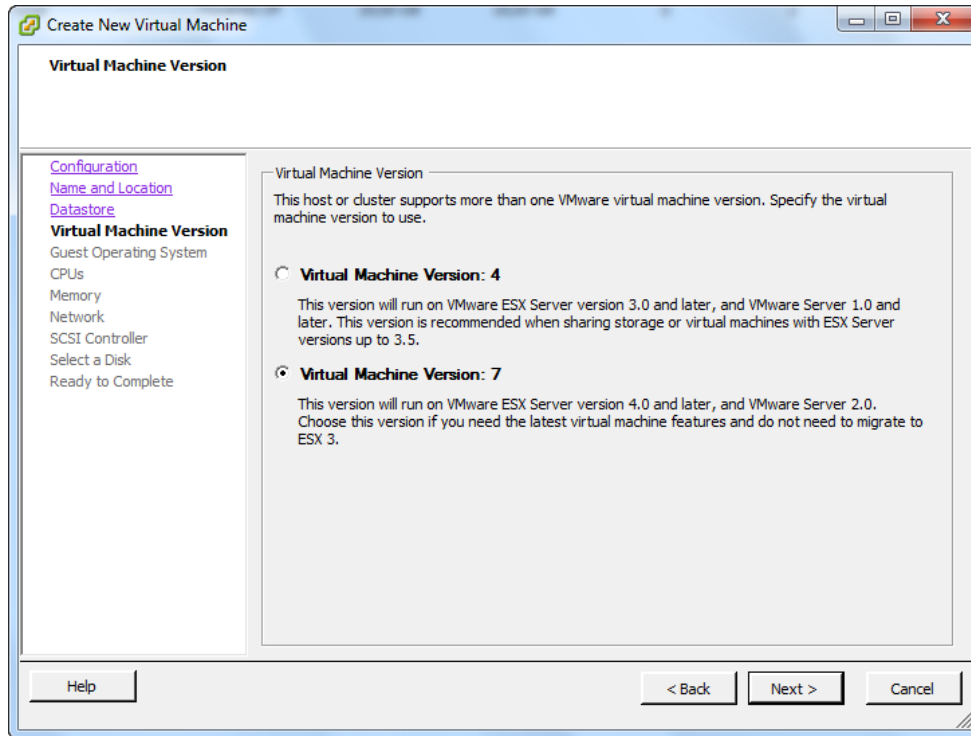 Create New Virtual Machine
Virtual Machine Version
Configuration
Name and Location
Datastore
Virtual Machine Version
Guest Operating System
CPUs
Memory
Network
SCSI Controller
Select a Disk
Ready to Complete
Virtual Machine Version
This host or cluster supports more than one VMware virtual machine version. Specify the virtual
machine version to use.
Virtual Machine Version: 4
This version will run on VMware ESX Server version 3.0 and later, and VMware Server 1.0 and
later. This version is recommended when sharing storage or virtual machines with ESX Server
versions up to 3.5.
Virtual Machine Version: 7
This version will run on VMware ESX Server version 4.0 and later, and VMware Server 2.0.
Choose this version if you need the latest virtual machine features and do not need to migrate to
ESX 3.
Help
< Back
Next >
Cancel